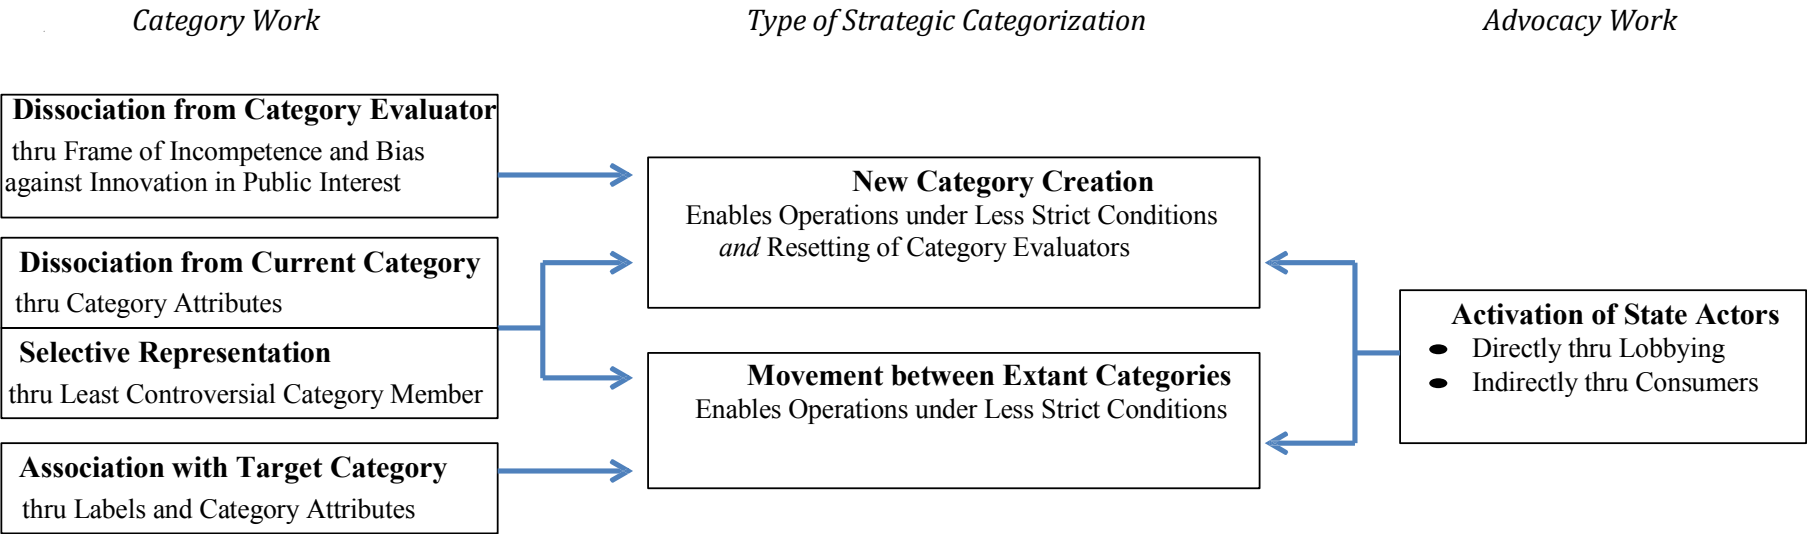 Category Work
Type of Strategic Categorization
Advocacy Work
Dissociation from Category Evaluator
thru Frame of Incompetence and Bias
against Innovation in Public Interest
Dissociation from Current Category
thru Category Attributes
Selective Representation
thru Least Controversial Category Member
Association with Target Category
thru Labels and Category Attributes
New Category Creation
Enables Operations under Less Strict Conditions
and Resetting of Category Evaluators
Movement between Extant Categories
Enables Operations under Less Strict Conditions
Activation of State Actors
● Directly thru Lobbying
● Indirectly thru Consumers